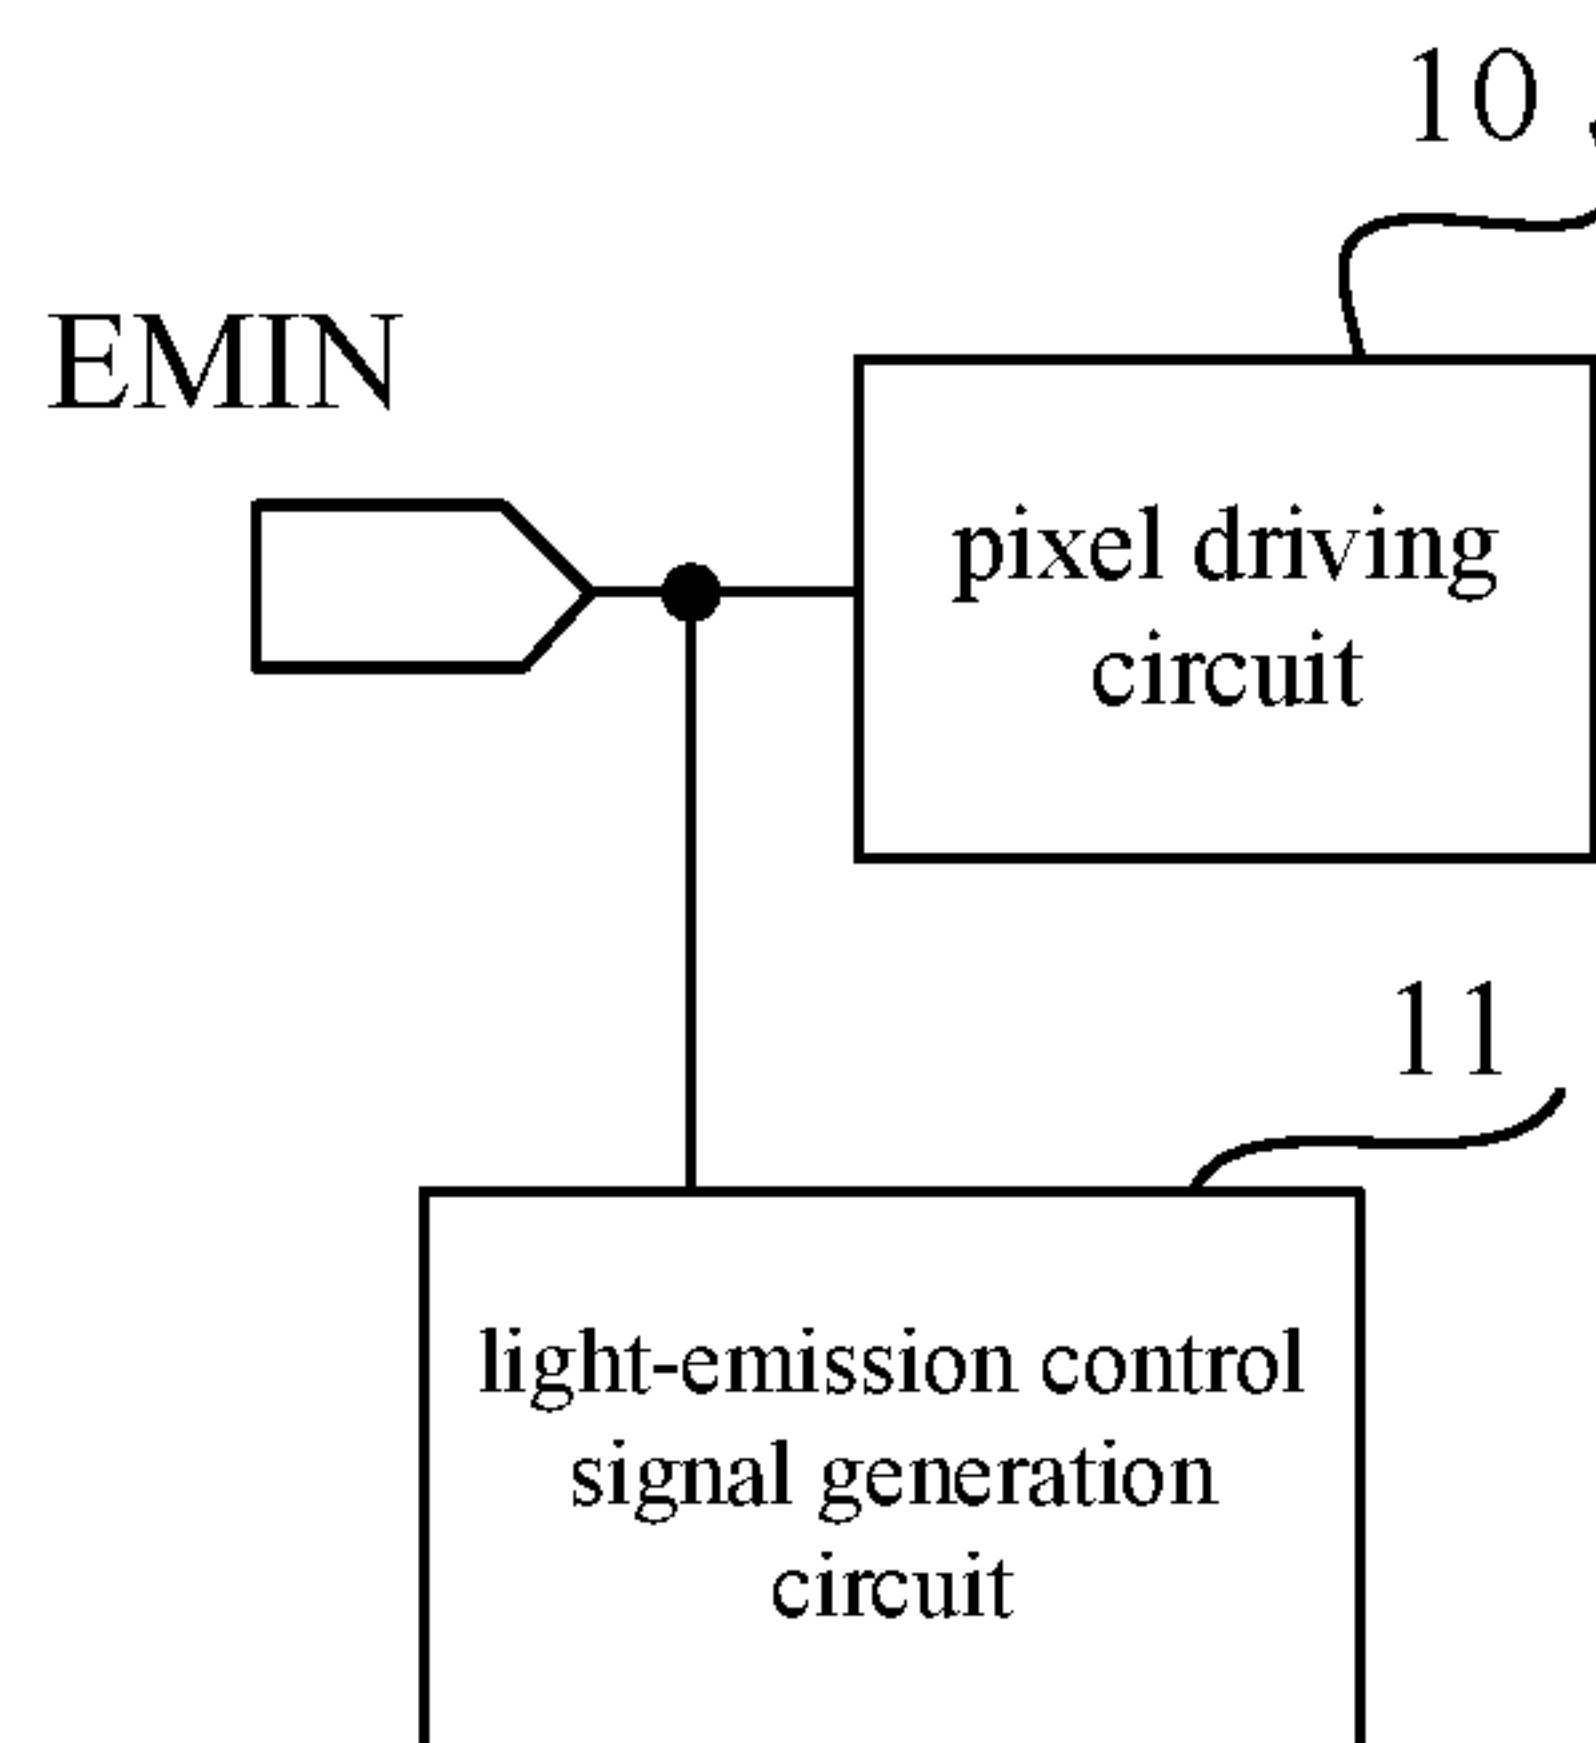 10
EMIN
pixel driving
circuit
11
light-emission control
signal generation
circuit